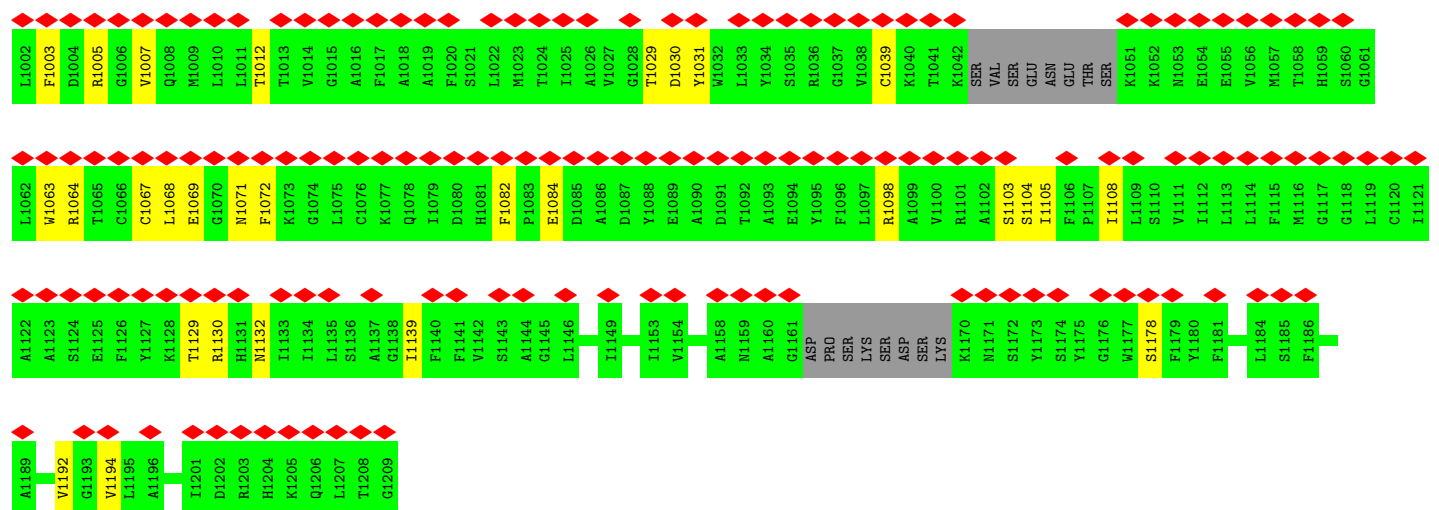 L1002 F1003 D1004 R1005 G1006 V1007 Q1008 M1009 L1010 L1011 T1012 T1013 V1014 G1015 A1016 F1017 A1018 A1019 F1020 S1021 L1022 M1023 T1024 I1025 A1026 V1027 G1028 T1029 D1030 Y1031 W1032 L1033 Y1034 S1035 R1036 G1037 V1038 C1039 K1040 T1041 K1042 SER VAL SER GLU ASN GLU THR SER K1051 K1052 N1053 E1054 E1055 V1056 M1057 T1058 H1059 S1060 G1061
L1062 W1063 R1064 T1065 C1066 C1067 L1068 E1069 G1070 N1071 F1072 K1073 G1074 L1075 C1076 K1077 Q1078 I1079 D1080 H1081 F1082 P1083 E1084 D1085 A1086 D1087 Y1088 E1089 A1090 D1091 T1092 A1093 E1094 Y1095 F1096 L1097 R1098 A1099 V1100 R1101 A1102 S1103 S1104 I1105 F1106 P1107 I1108 L1109 S1110 V1111 I1112 L1113 L1114 F1115 M1116 G1117 G1118 L1119 C1120 I1121
A1122 A1123 S1124 E1125 F1126 Y1127 K1128 T1129 R1130 H1131 N1132 I1133 I1134 L1135 S1136 A1137 G1138 I1139 F1140 F1141 V1142 S1143 A1144 G1145 L1146 I1149 I1153 V1154 A1158 N1159 A1160 G1161 ASP PRO SER LYS SER ASP SER LYS K1170 N1171 S1172 Y1173 S1174 Y1175 G1176 W1177 S1178 F1179 Y1180 F1181 L1184 S1185 F1186
A1189 V1192 G1193 V1194 L1195 A1196 I1201 D1202 R1203 H1204 K1205 Q1206 L1207 T1208 G1209